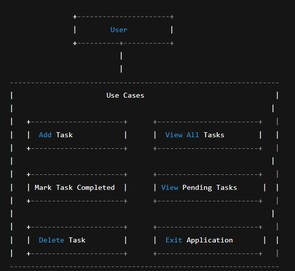 User
Use Cases
Add Task
View All Tasks
Mark Task Completed
View Pending Tasks
Delete Task
Exit Application